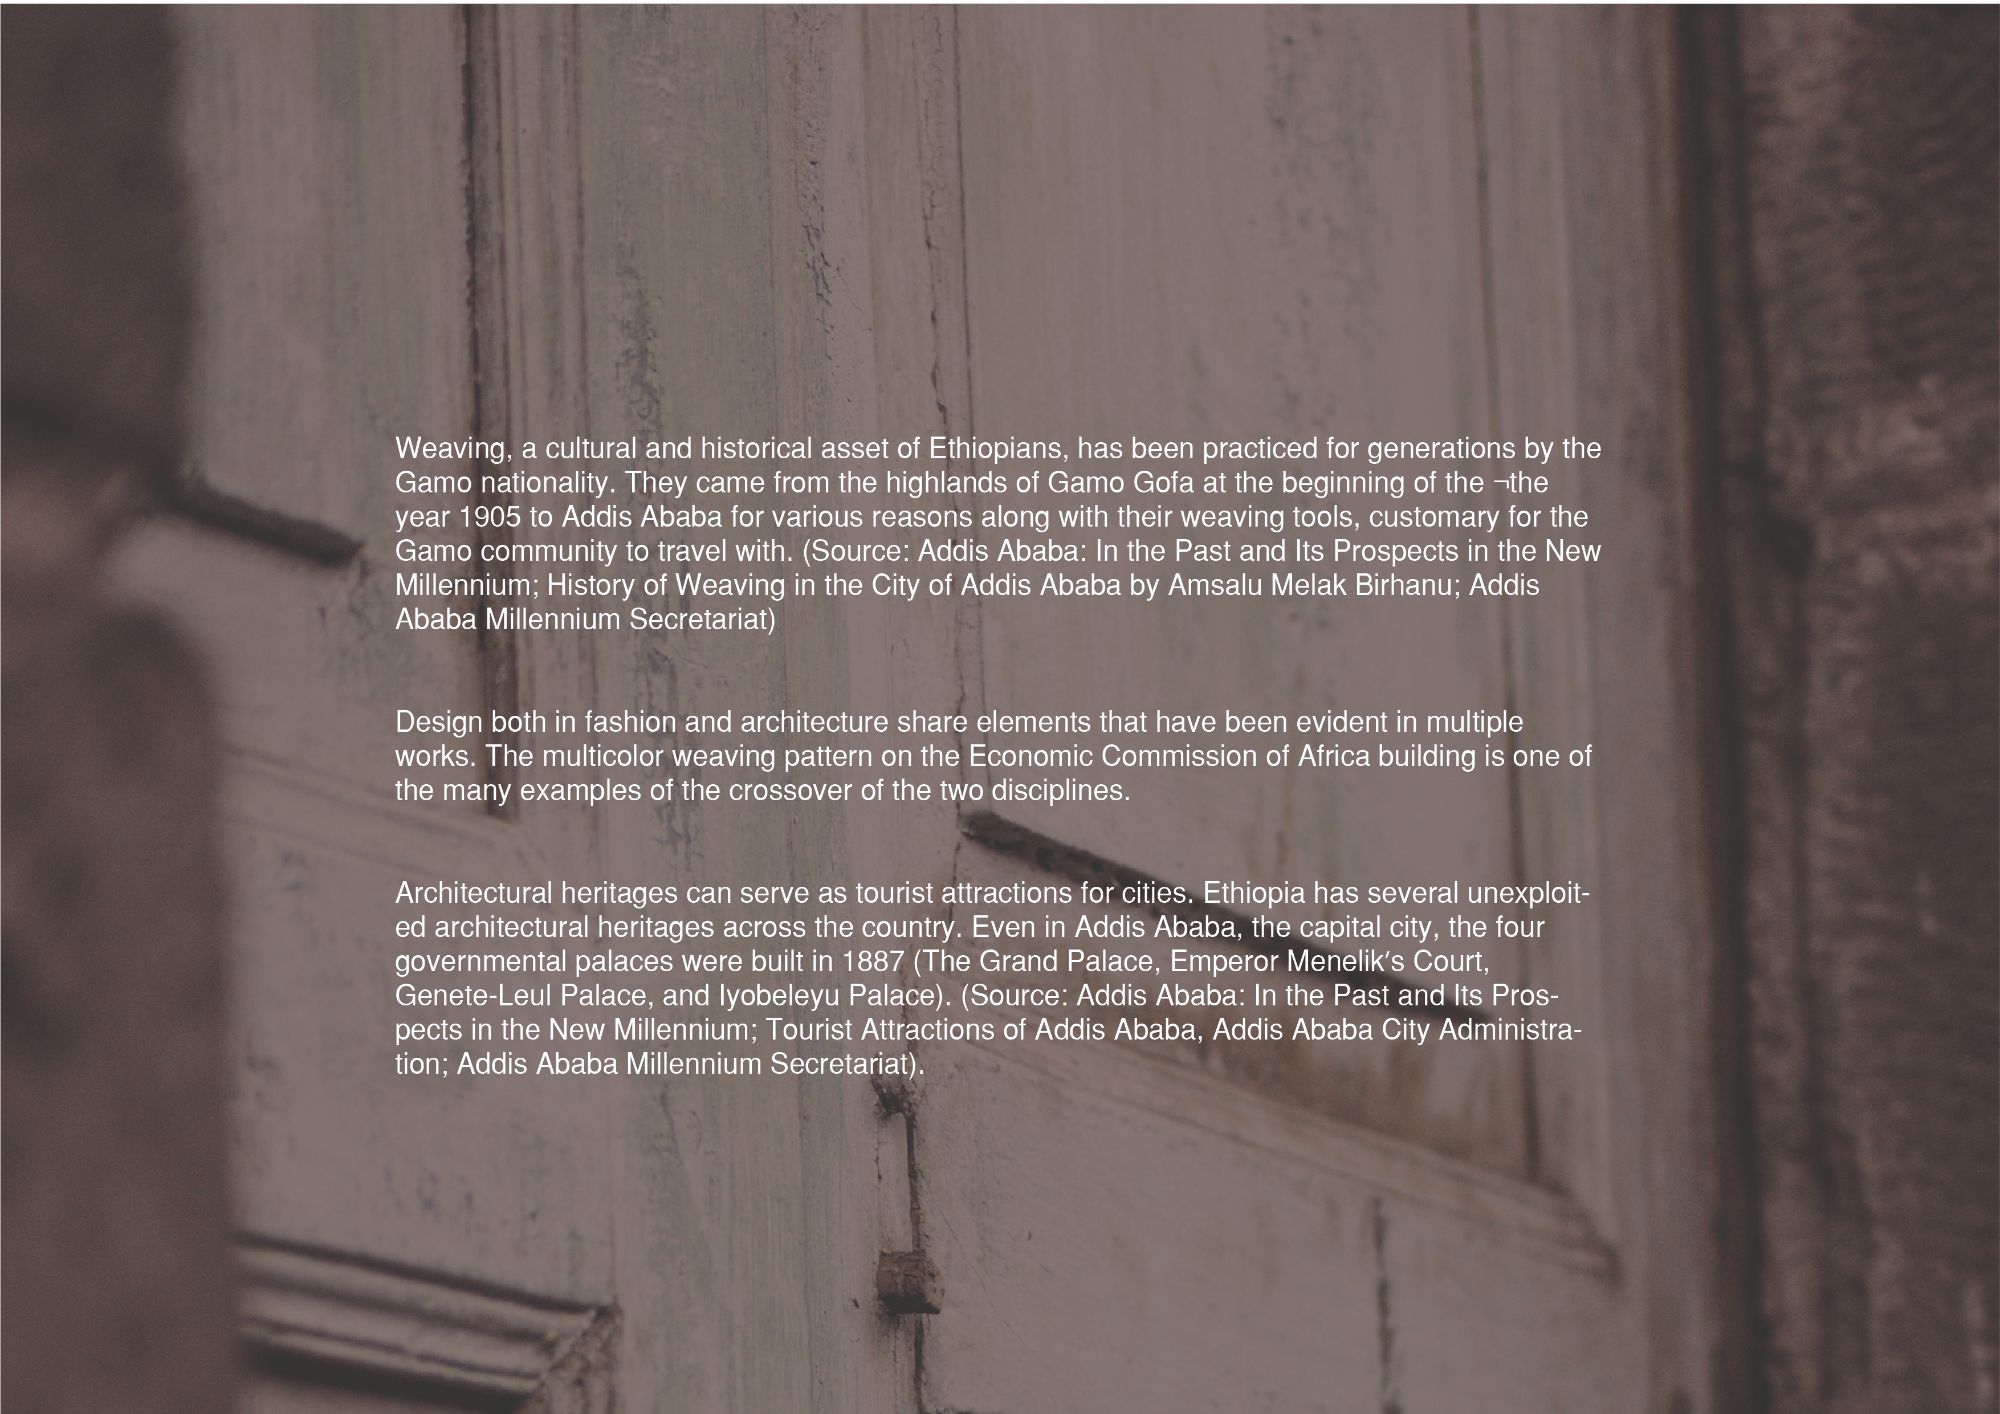 Weaving, a cultural and historical asset of Ethiopians, has been practiced for generations by the
Gamo nationality. They came from the highlands of Gamo Gofa at the beginning of the ¬the
year 1905 to Addis Ababa for various reasons along with their weaving tools, customary for the
Gamo community to travel with. (Source: Addis Ababa: In the Past and Its Prospects in the New
Millennium; History of Weaving in the City of Addis Ababa by Amsalu Melak Birhanu; Addis
Ababa Millennium Secretariat)
Design both in fashion and architecture share elements that have been evident in multiple
works. The multicolor weaving pattern on the Economic Commission of Africa building is one of
the many examples of the crossover of the two disciplines.
Architectural heritages can serve as tourist attractions for cities. Ethiopia has several unexploit-
ed architectural heritages across the country. Even in Addis Ababa, the capital city, the four
governmental palaces were built in 1887 (The Grand Palace, Emperor Menelik's Court,
Genete-Leul Palace, and Iyobeleyu Palace). (Source: Addis Ababa: In the Past and Its Pros-
pects in the New Millennium; Tourist Attractions of Addis Ababa, Addis Ababa City Administra-
tion; Addis Ababa Millennium Secretariat).